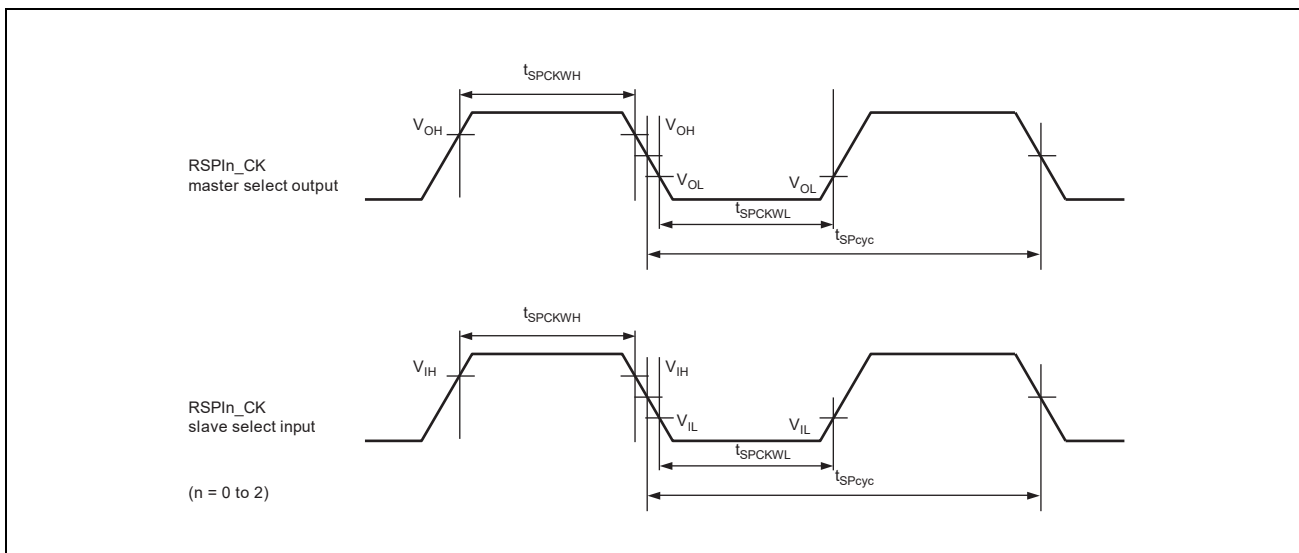 tSPCKWH
VOH
VOH
RSPIn_CK
master select output
VOL
VOL
tSPCKWL
tSPcyc
tSPCKWH
VIH
VIH
RSPIn_CK
slave select input
VIL
VIL
tSPCKWL
tSPcyc
(n = 0 to 2)